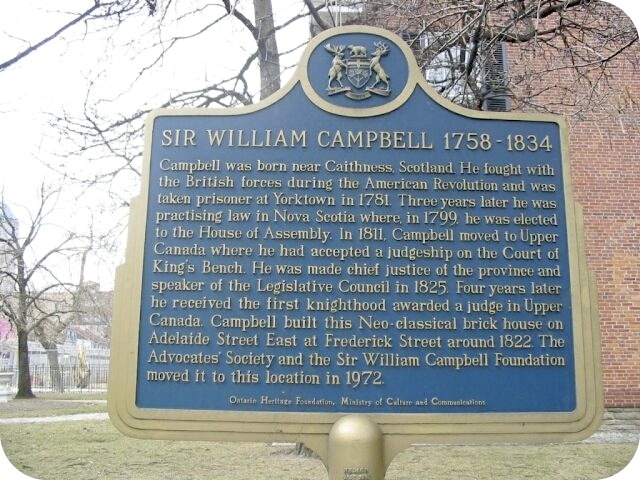 SIR WILLIAM CAMPBELL 1758-1834
Campbell was born near Caithness, Scotland. He fought with
the British forces during the American Revolution and was
taken prisoner at Yorktown in 1781. Three years later he was
practising law in Nova Scotia where, in 1799, he was elected
to the House of Assembly. In 1811, Campbell moved to Upper
Canada where he had accepted a judgeship on the Court of
King's Bench. He was made chief justice of the province and
speaker of the Legislative Council in 1825. Four years later
he received the first knighthood awarded a judge in Upper
Canada. Campbell built this Neo-classical brick house on
Adelaide Street East at Frederick Street around 1822. The
Advocates' Society and the Sir William Campbell Foundation
moved it to this location in 1972.
Ontario Heritage Foundation, Ministry of Culture and Communications